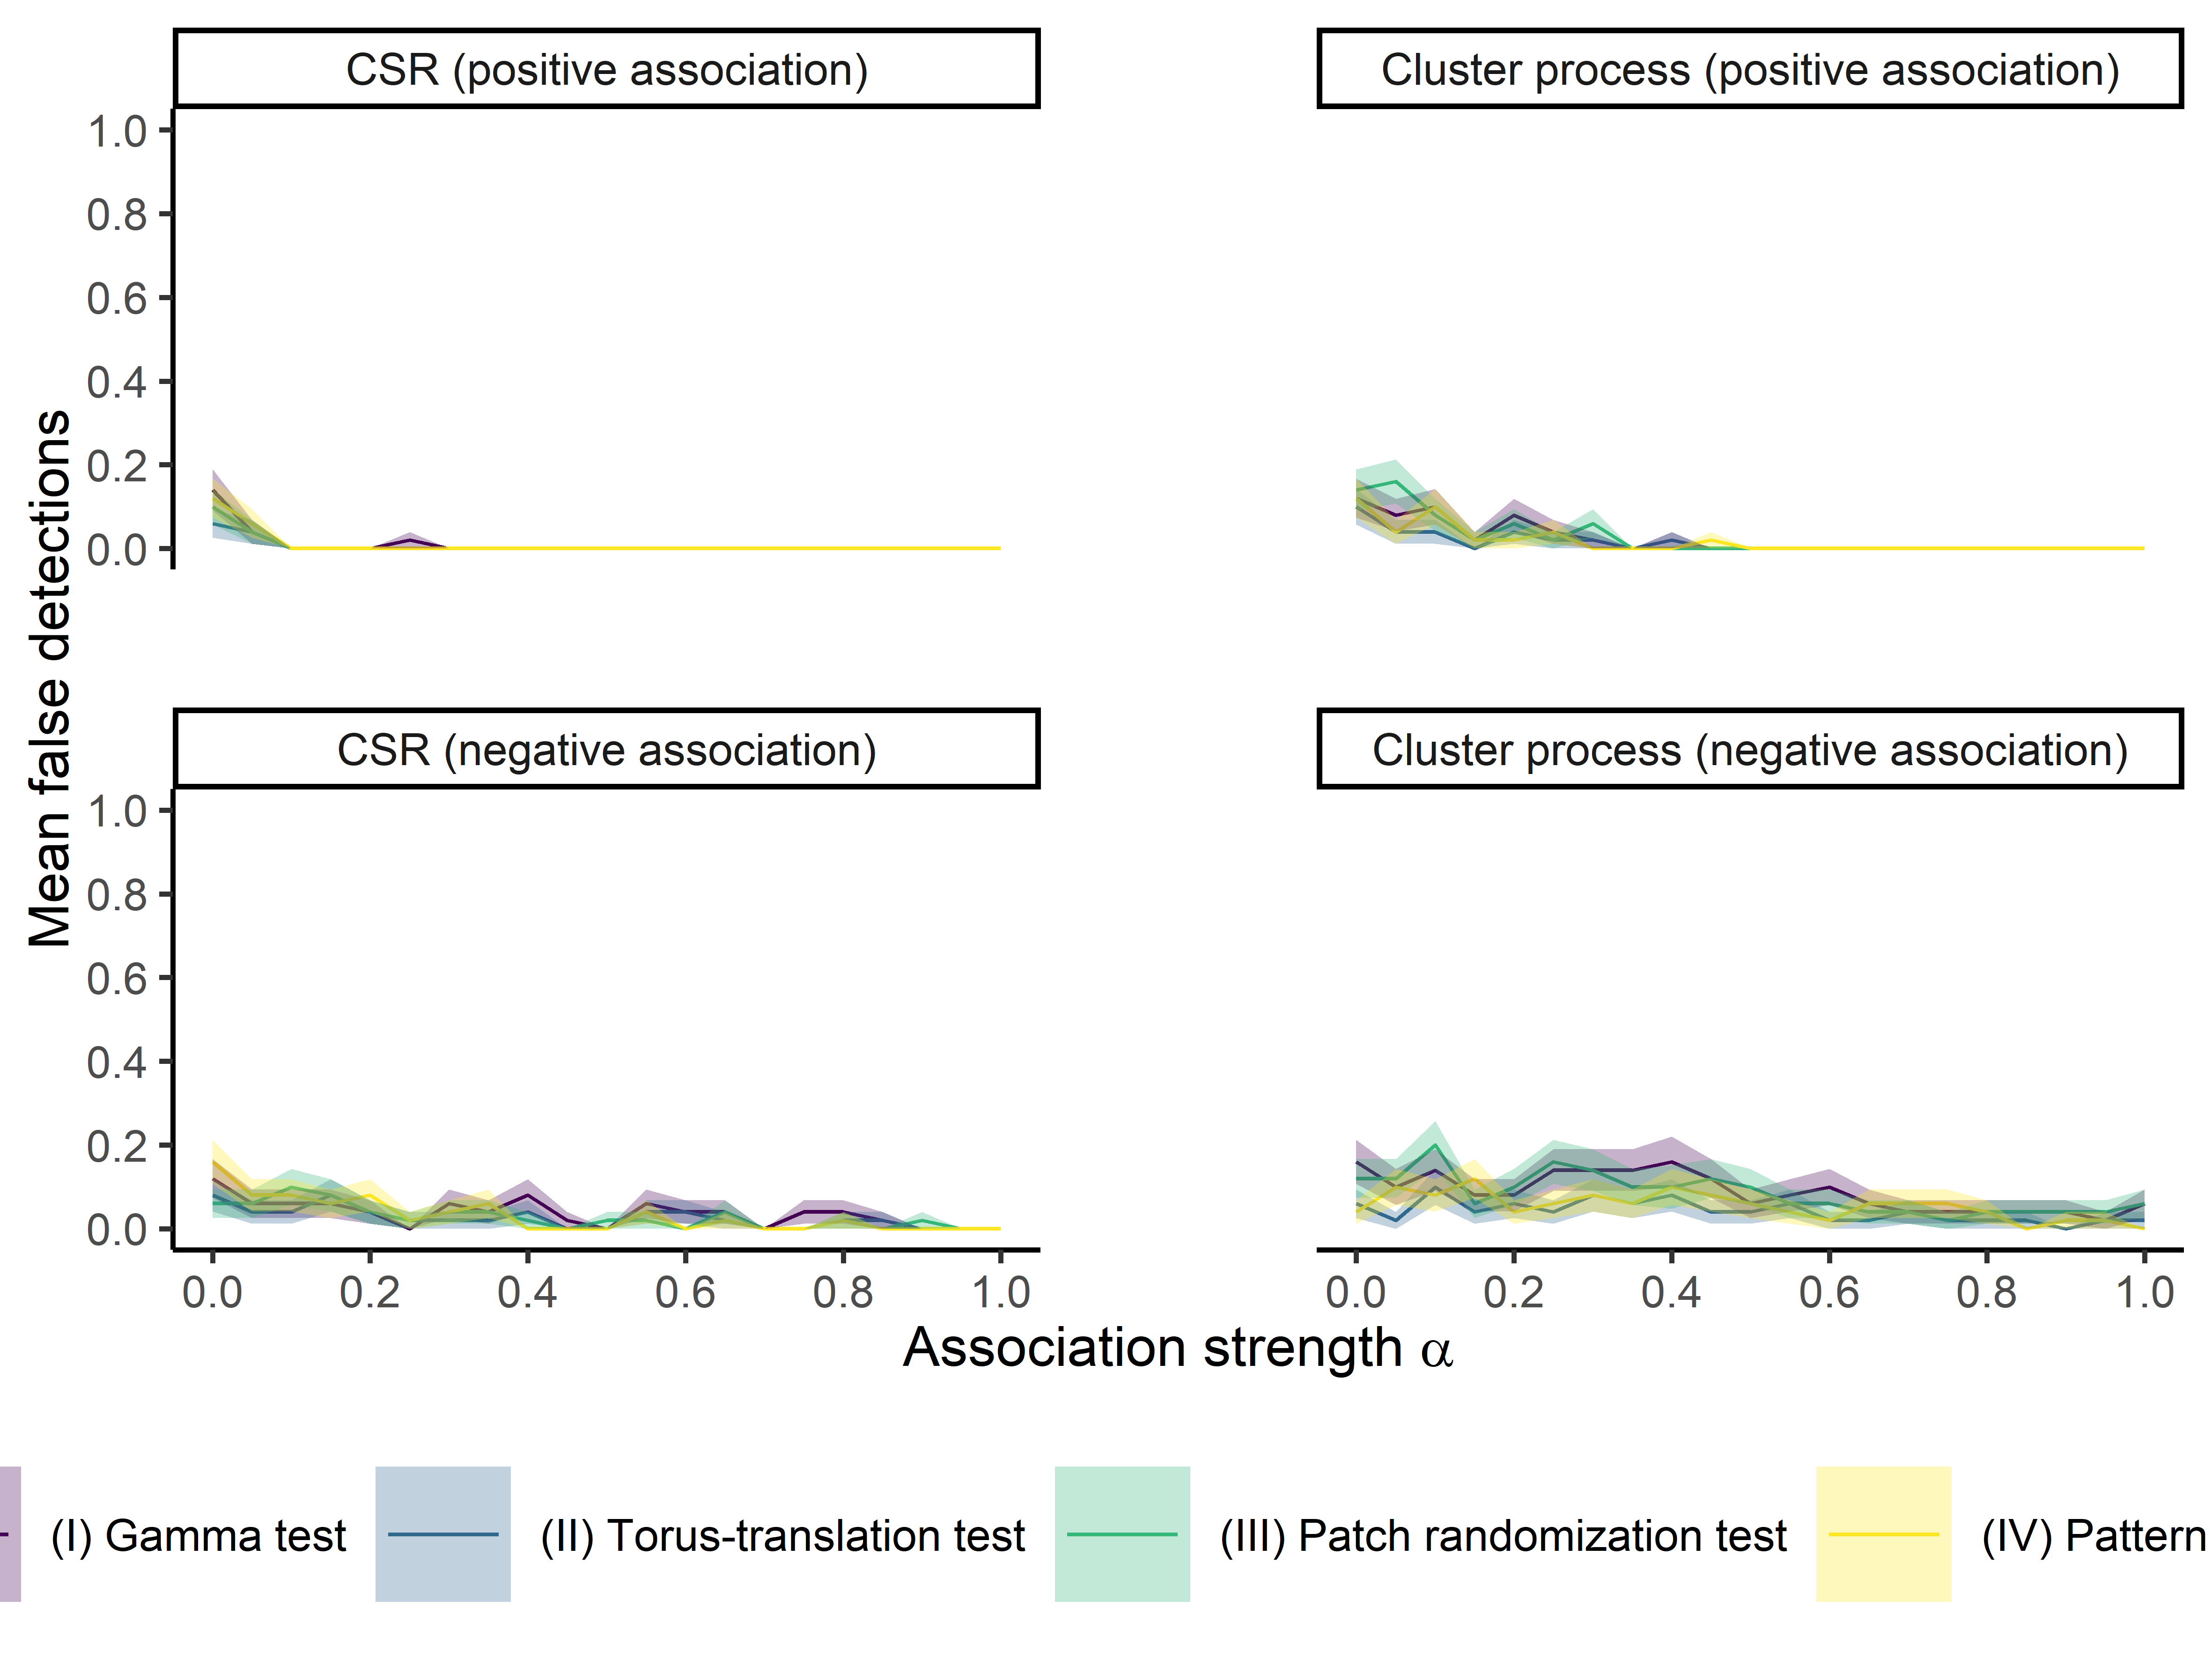 CSR (positive association)
Cluster process (positive association)
1.0
0.8
0.6
0.4
0.2
0.0
Mean false detections
CSR (negative association)
Cluster process (negative association)
1.0
0.8
0.6
0.4
0.2
0.0
0.0 0.2 0.4 0.6 0.8 1.0
0.0 0.2 0.4 0.6 0.8 1.0
Association strength α
(I) Gamma test (II) Torus-translation test (III) Patch randomization test (IV) Pattern